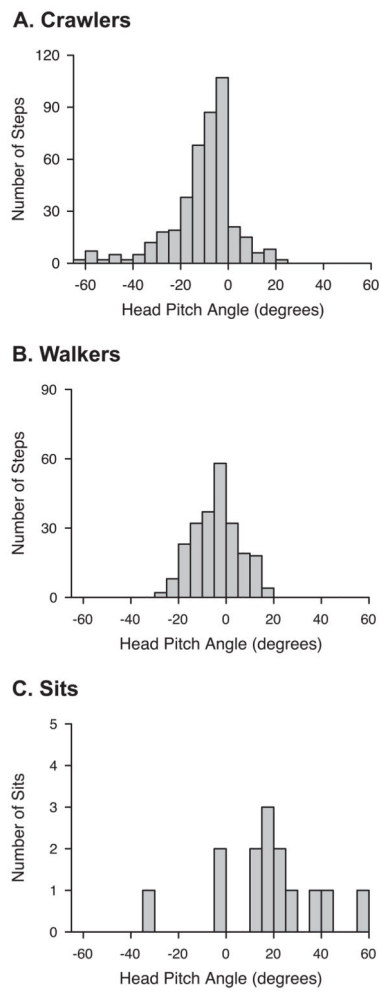 A. Crawlers
120
90
60
30
0
Number of Steps
-60 -40 -20 0 20 40 60
Head Pitch Angle (degrees)
B. Walkers
90
60
30
0
Number of Steps
-60 -40 -20 0 20 40 60
Head Pitch Angle (degrees)
C. Sits
5
4
3
2
1
0
Number of Sits
-60 -40 -20 0 20 40 60
Head Pitch Angle (degrees)